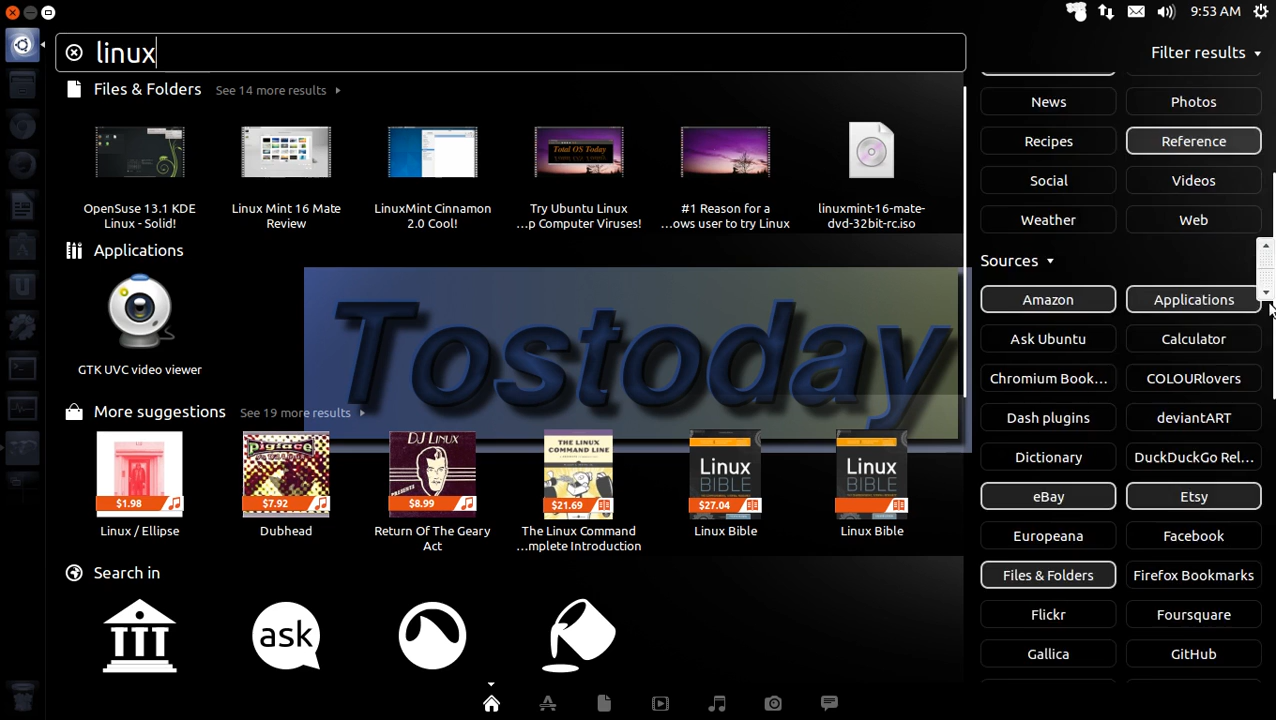 9:53 AM
linux
Filter results
Files & Folders See 14 more results
OpenSuse 13.1 KDE
Linux - Solid!
Linux Mint 16 Mate
Review
LinuxMint Cinnamon
2.0 Cool!
Total OS Today
Try Ubuntu Linux
...p Computer Viruses!
#1 Reason for a
...ows user to try Linux
linuxmint-16-mate-
dvd-32bit-rc.iso
Applications
GTK UVC video viewer
Tostoday
More suggestions See 19 more results
$1.98
Linux / Ellipse
$7.92
Dubhead
DJ LINUX
$8.99
Return Of The Geary
Act
THE LINUX
COMMAND LINE
$21.69
The Linux Command
...mplete Introduction
Linux
BIBLE
$27.04
Linux Bible
Linux
BIBLE
Linux Bible
Search in
ask
News Photos
Recipes Reference
Social Videos
Weather Web
Sources
Amazon Applications
Ask Ubuntu Calculator
Chromium Book... COLOURlovers
Dash plugins deviantART
Dictionary DuckDuckGo Rel...
eBay Etsy
Europeana Facebook
Files & Folders Firefox Bookmarks
Flickr Foursquare
Gallica GitHub